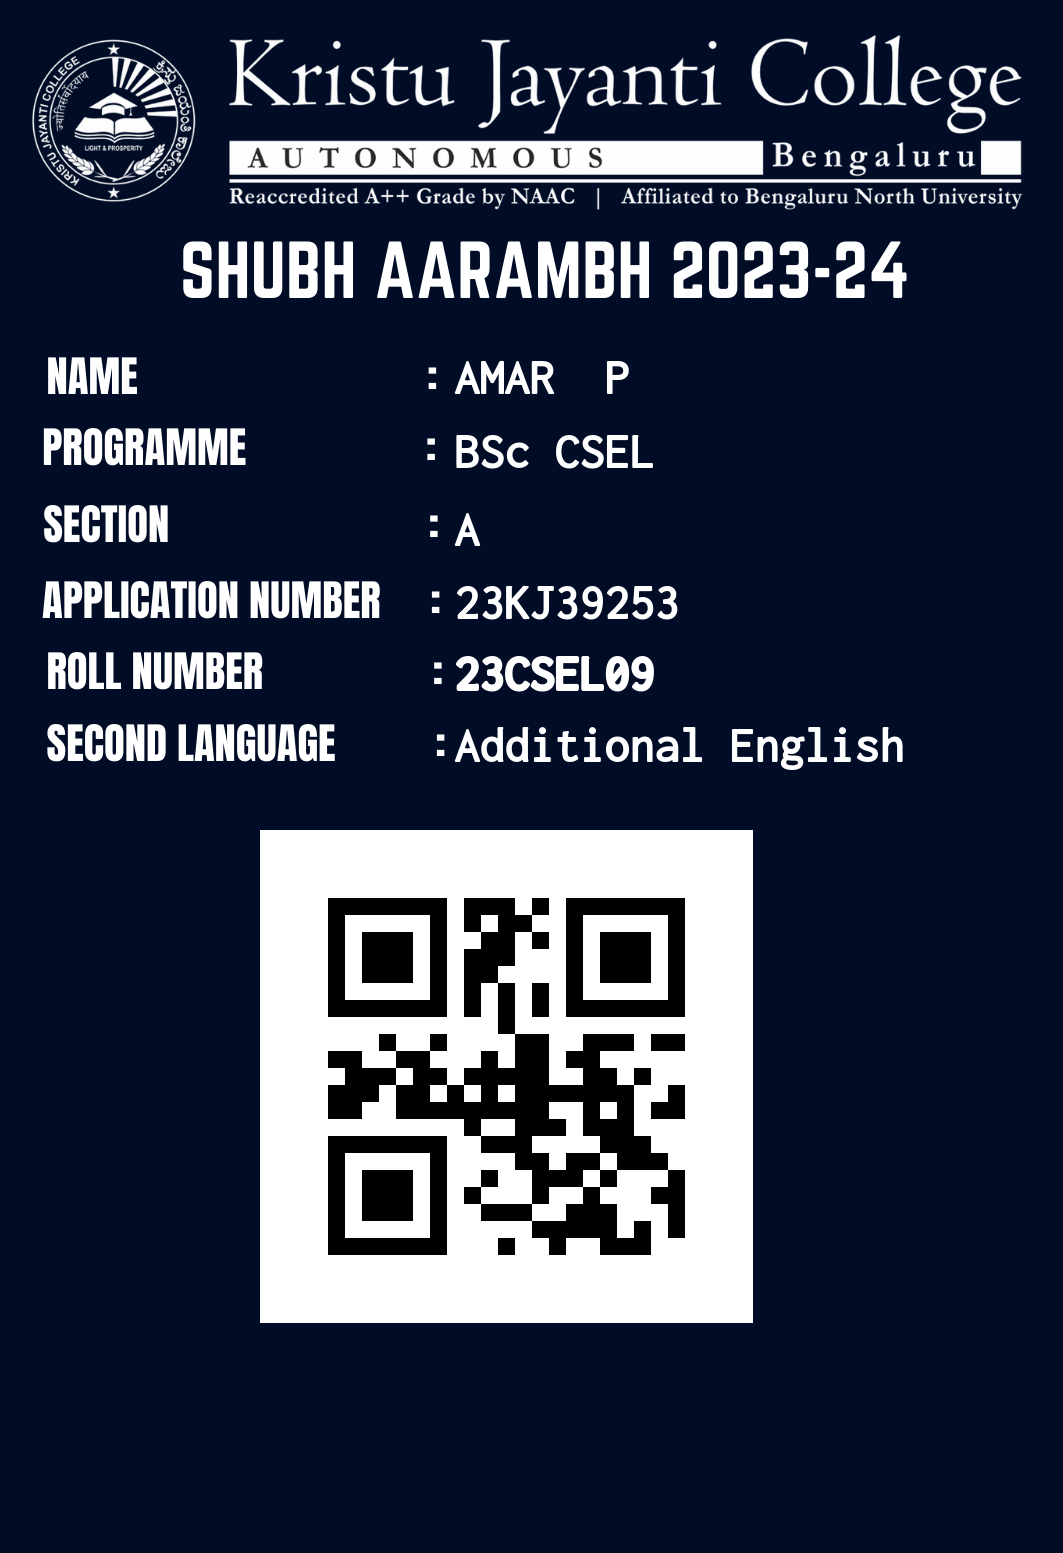 KRISTU JAYANTI COLLEGE
ಕ್ರಿಸ್ತು ಜಯಂತಿ ಕಾಲೇಜು
LIGHT & PROSPERITY
Kristu Jayanti College
AUTONOMOUS Bengaluru
Reaccredited A++ Grade by NAAC | Affiliated to Bengaluru North University
SHUBH AARAMBH 2023-24
NAME : AMAR P
PROGRAMME : BSc CSEL
SECTION : A
APPLICATION NUMBER : 23KJ39253
ROLL NUMBER : 23CSEL09
SECOND LANGUAGE : Additional English